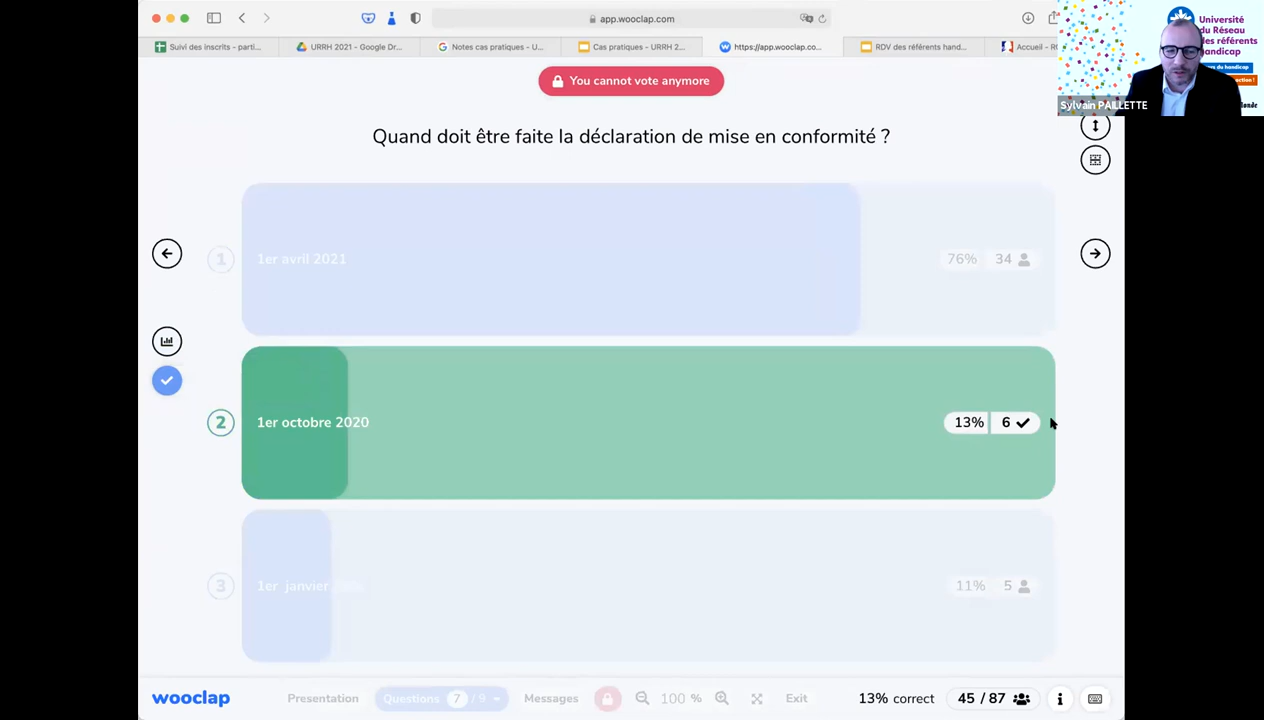 app.wooclap.com
Suivi des inscrits - parti...
URRH 2021 - Google Dr...
Notes cas pratiques - U...
Cas pratiques - URRH 2...
https://app.wooclap.co...
RDV des référents hand...
Accueil - R
Université
du Réseau
des référents
handicap
Sylvain PAILLETTE
You cannot vote anymore
Quand doit être faite la déclaration de mise en conformité ?
1
1er avril 2021
76%
34
2
1er octobre 2020
13%
6
3
1er janvier
11%
5
wooclap
Presentation
Questions 7 / 9
Messages
100 %
Exit
13% correct
45 / 87